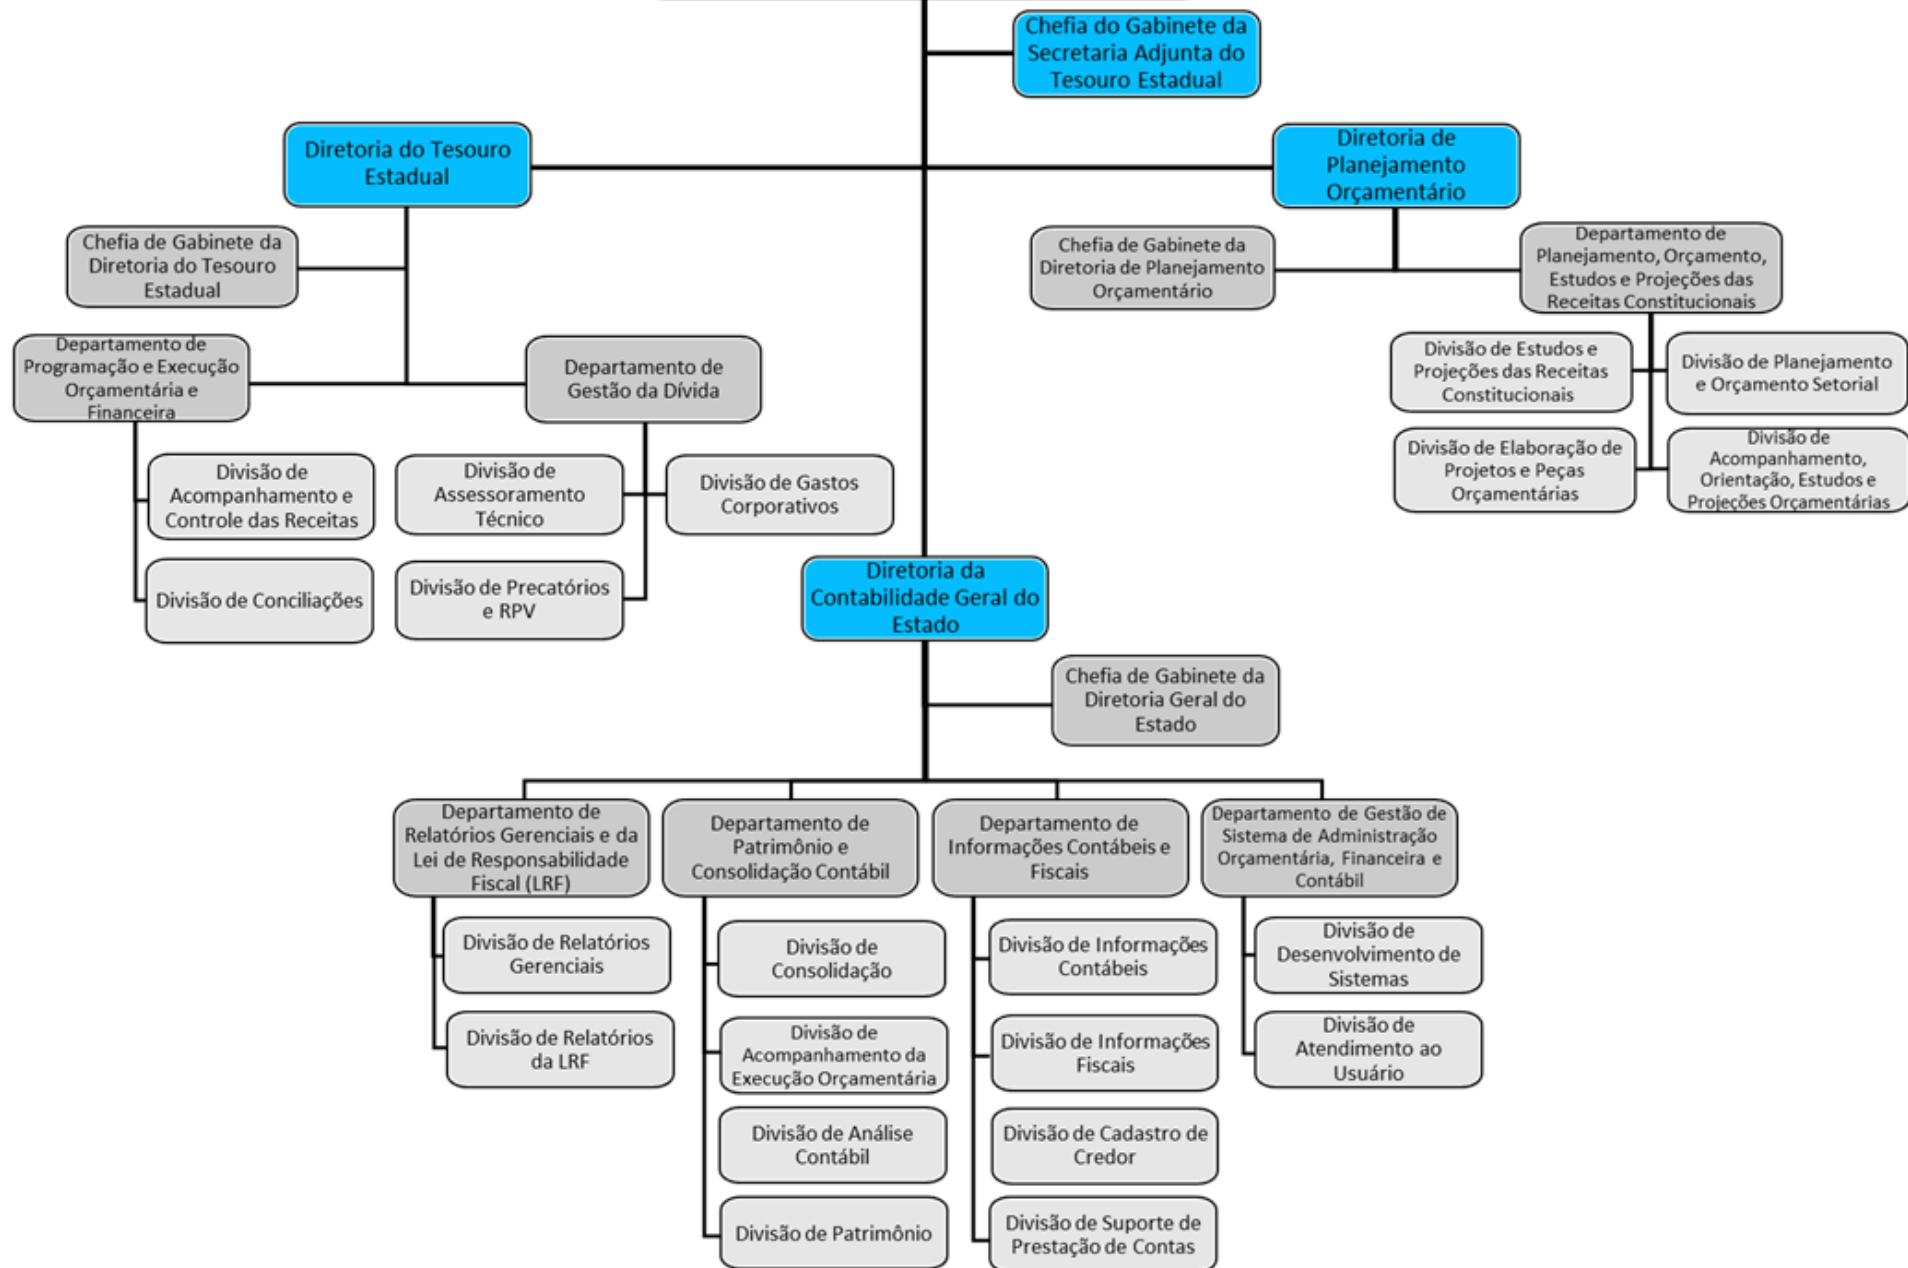 Chefia do Gabinete da
Secretaria Adjunta do
Tesouro Estadual
Diretoria do Tesouro
Estadual
Diretoria de
Planejamento
Orçamentário
Chefia de Gabinete da
Diretoria do Tesouro
Estadual
Chefia de Gabinete da
Diretoria de Planejamento
Orçamentário
Departamento de
Planejamento, Orçamento,
Estudos e Projeções das
Receitas Constitucionais
Departamento de
Programação e Execução
Orçamentária e
Financeira
Departamento de
Gestão da Dívida
Divisão de Estudos e
Projeções das Receitas
Constitucionais
Divisão de Planejamento
e Orçamento Setorial
Divisão de Elaboração de
Projetos e Peças
Orçamentárias
Divisão de
Acompanhamento,
Orientação, Estudos e
Projeções Orçamentárias
Divisão de
Acompanhamento e
Controle das Receitas
Divisão de
Assessoramento
Técnico
Divisão de Gastos
Corporativos
Divisão de Conciliações
Divisão de Precatórios
e RPV
Diretoria da
Contabilidade Geral do
Estado
Chefia de Gabinete da
Diretoria Geral do
Estado
Departamento de
Relatórios Gerenciais e da
Lei de Responsabilidade
Fiscal (LRF)
Departamento de
Patrimônio e
Consolidação Contábil
Departamento de
Informações Contábeis e
Fiscais
Departamento de Gestão de
Sistema de Administração
Orçamentária, Financeira e
Contábil
Divisão de Relatórios
Gerenciais
Divisão de
Consolidação
Divisão de Informações
Contábeis
Divisão de
Desenvolvimento de
Sistemas
Divisão de Relatórios
da LRF
Divisão de
Acompanhamento da
Execução Orçamentária
Divisão de Informações
Fiscais
Divisão de
Atendimento ao
Usuário
Divisão de Análise
Contábil
Divisão de Cadastro de
Credor
Divisão de Patrimônio
Divisão de Suporte de
Prestação de Contas